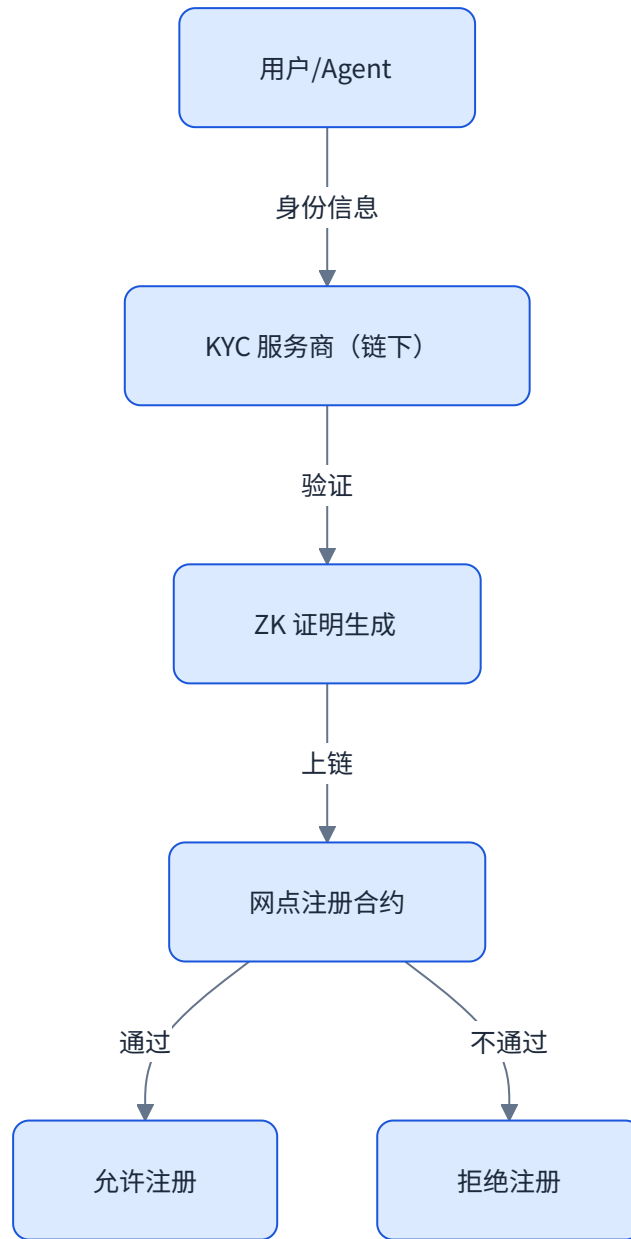 用户/Agent
身份信息
KYC 服务商（链下）
验证
ZK 证明生成
上链
网点注册合约
通过
不通过
允许注册
拒绝注册